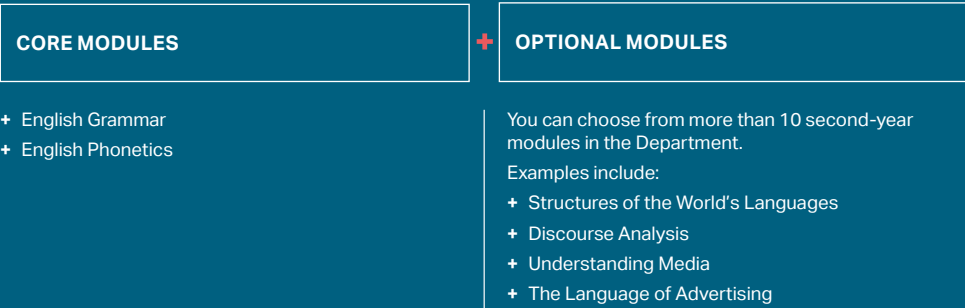 CORE MODULES
+
OPTIONAL MODULES
+ English Grammar
+ English Phonetics
You can choose from more than 10 second-year
modules in the Department.
Examples include:
+ Structures of the World’s Languages
+ Discourse Analysis
+ Understanding Media
+ The Language of Advertising